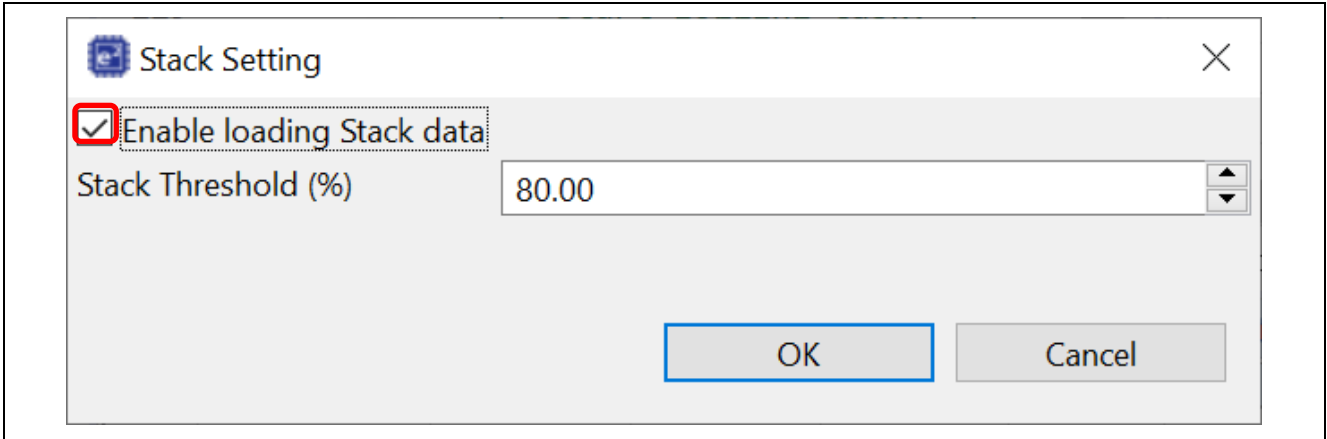 Stack Setting
Enable loading Stack data
Stack Threshold (%)
80.00
OK
Cancel